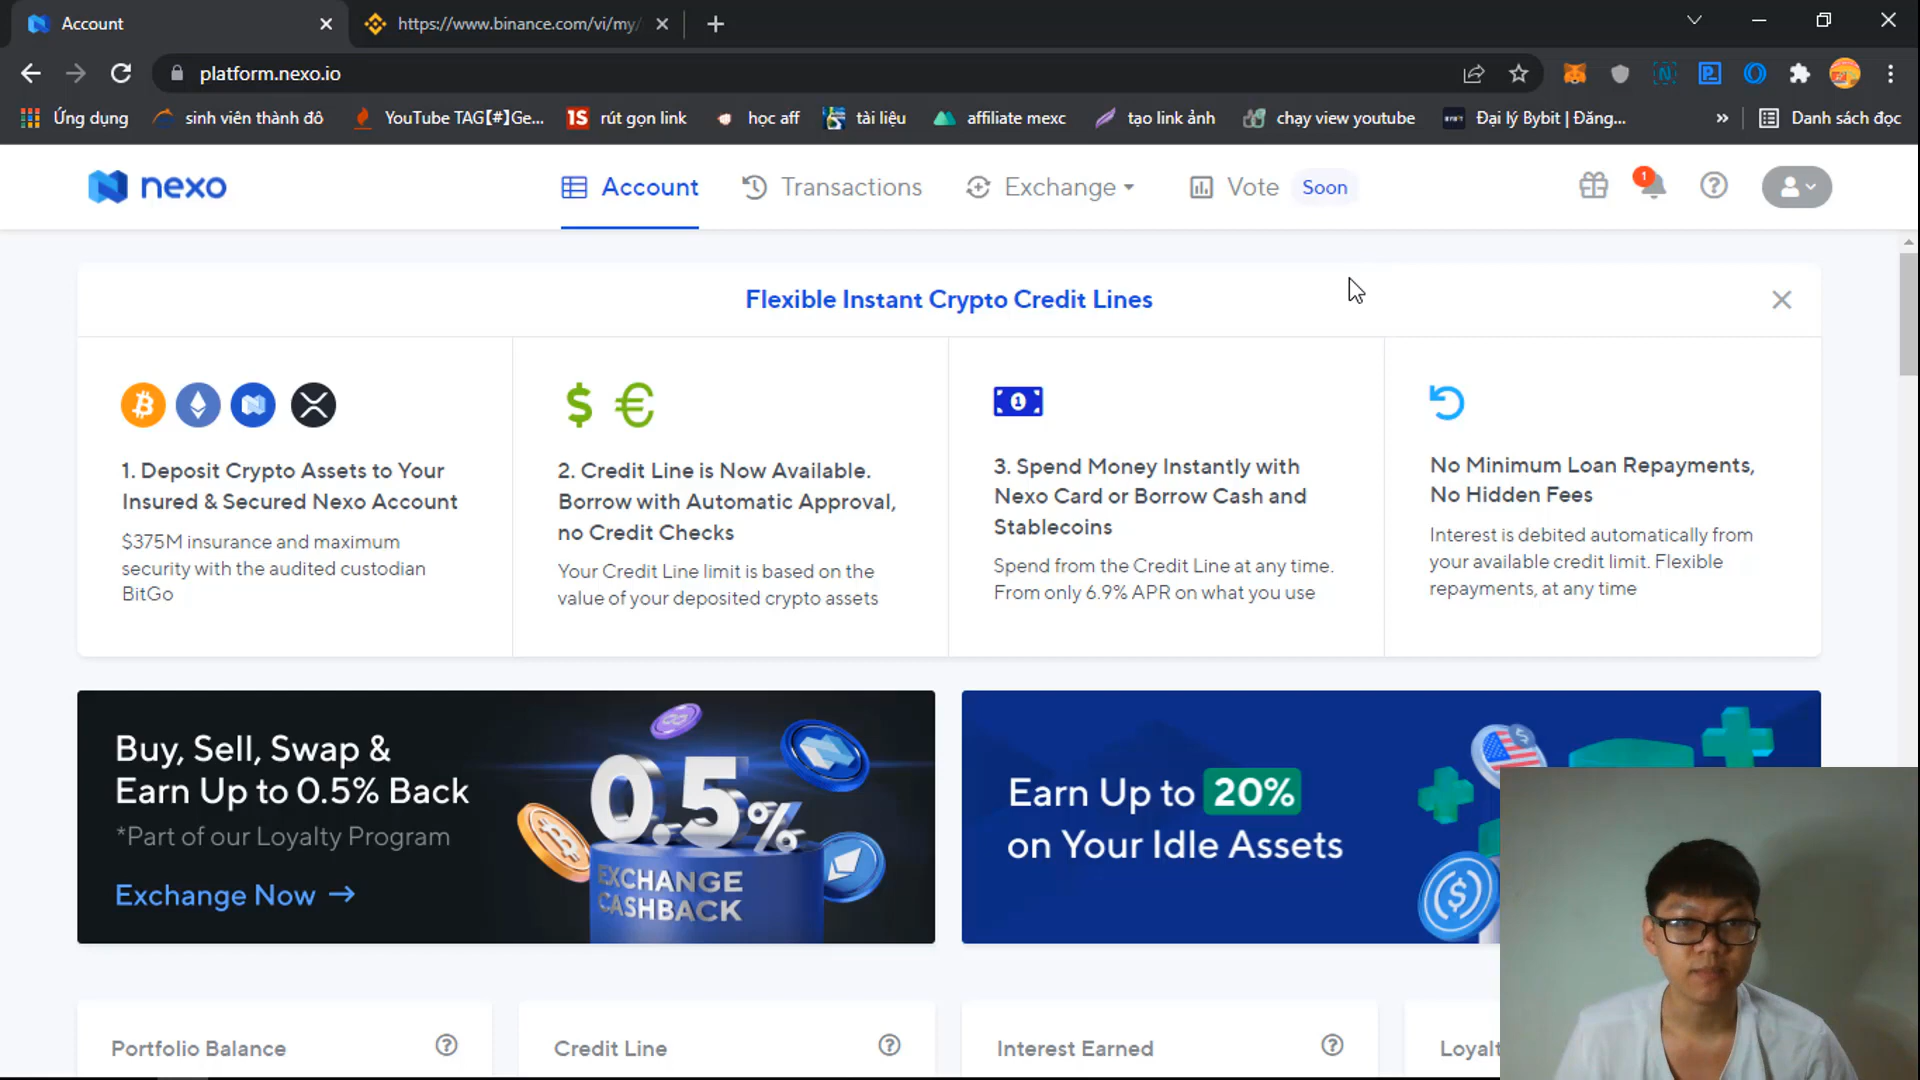 Account
https://www.binance.com/vi/my/
platform.nexo.io
Ứng dụng
sinh viên thành đô
YouTube TAG【#】Ge...
1S
rút gọn link
học aff
tài liệu
affiliate mexc
tạo link ảnh
chạy view youtube
Đại lý Bybit | Đăng...
»
Danh sách đọc
nexo
Account
Transactions
Exchange
Vote
Soon
1
Flexible Instant Crypto Credit Lines
1. Deposit Crypto Assets to Your
Insured & Secured Nexo Account
$375M insurance and maximum
security with the audited custodian
BitGo
$ €
2. Credit Line is Now Available.
Borrow with Automatic Approval,
no Credit Checks
Your Credit Line limit is based on the
value of your deposited crypto assets
3. Spend Money Instantly with
Nexo Card or Borrow Cash and
Stablecoins
Spend from the Credit Line at any time.
From only 6.9% APR on what you use
No Minimum Loan Repayments,
No Hidden Fees
Interest is debited automatically from
your available credit limit. Flexible
repayments, at any time
Buy, Sell, Swap &
Earn Up to 0.5% Back
*Part of our Loyalty Program
Exchange Now →
0.5%
EXCHANGE
CASHBACK
Earn Up to 20%
on Your Idle Assets
Portfolio Balance
Credit Line
Interest Earned